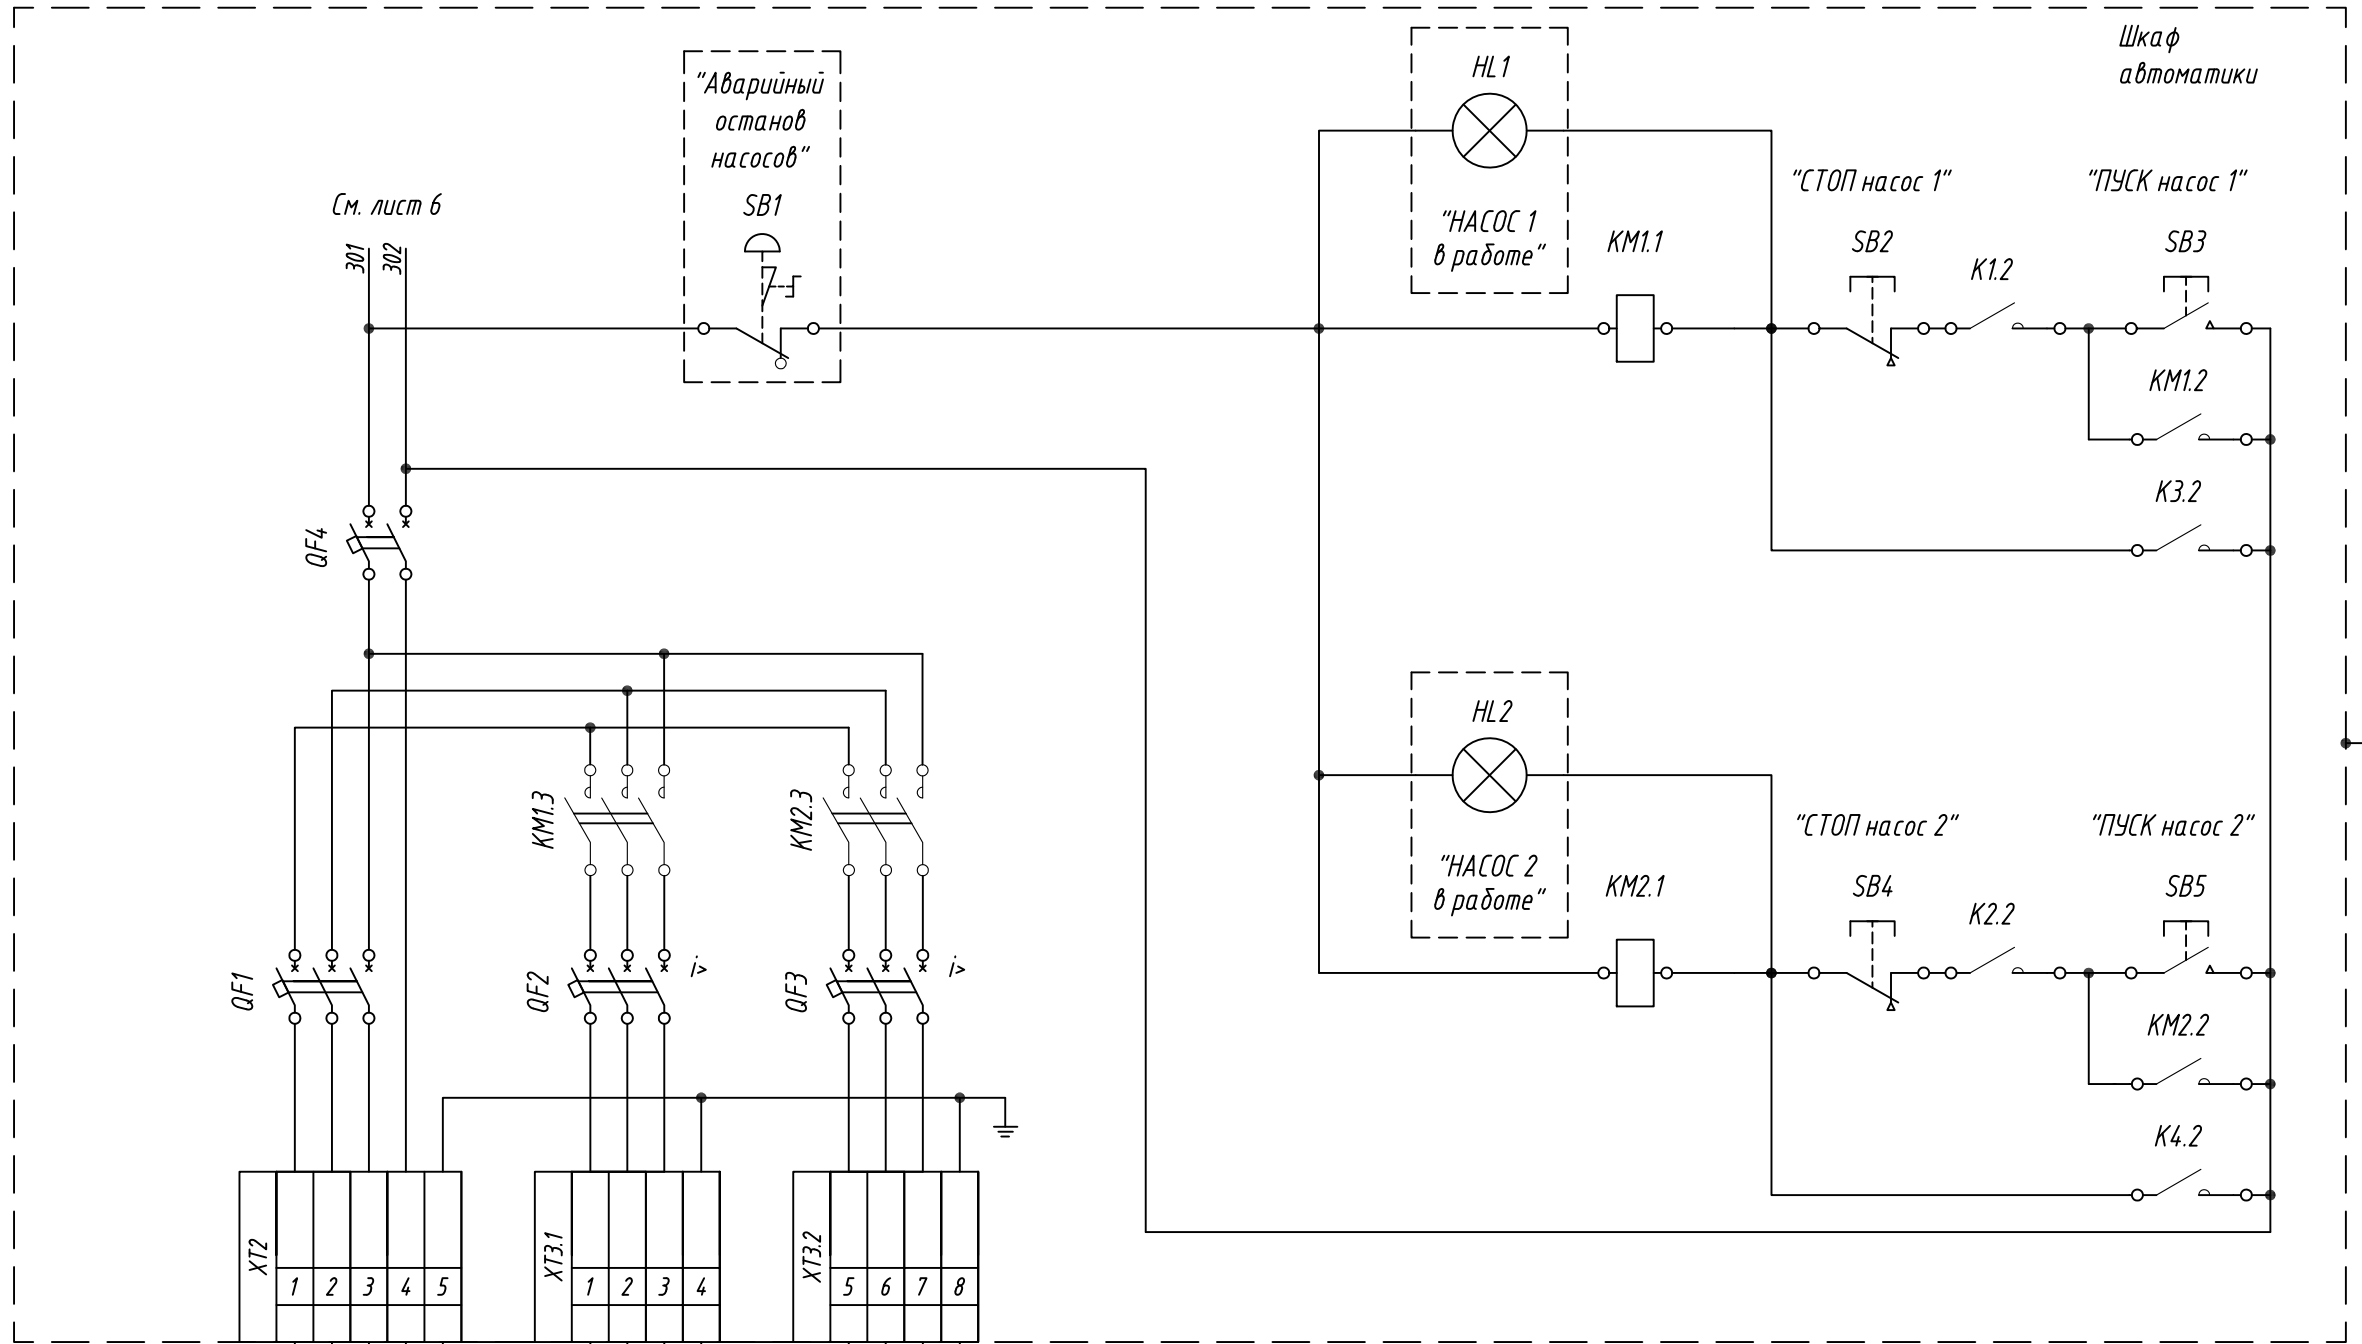 Шкаф
автоматики
"Аварийный
останов
насосов"
SB1
См. лист 6
301
302
HL1
"НАСОС 1
в работе"
KM1.1
"СТОП насос 1"
SB2
K1.2
"ПУСК насос 1"
SB3
KM1.2
K3.2
QF4
HL2
"НАСОС 2
в работе"
KM2.1
"СТОП насос 2"
SB4
K2.2
"ПУСК насос 2"
SB5
KM2.2
K4.2
KM1.3
KM2.3
QF1
QF2
i>
QF3
i>
XT2
1 2 3 4 5
XT3.1
1 2 3 4
XT3.2
5 6 7 8